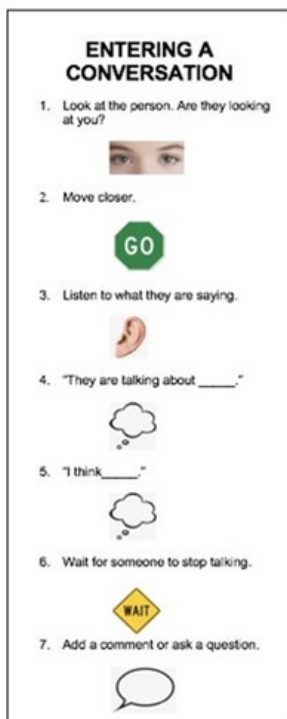 ENTERING A
CONVERSATION
1. Look at the person. Are they looking
at you?
2. Move closer.
GO
3. Listen to what they are saying.
4. "They are talking about _____."
5. "I think_____."
6. Wait for someone to stop talking.
WAIT
7. Add a comment or ask a question.